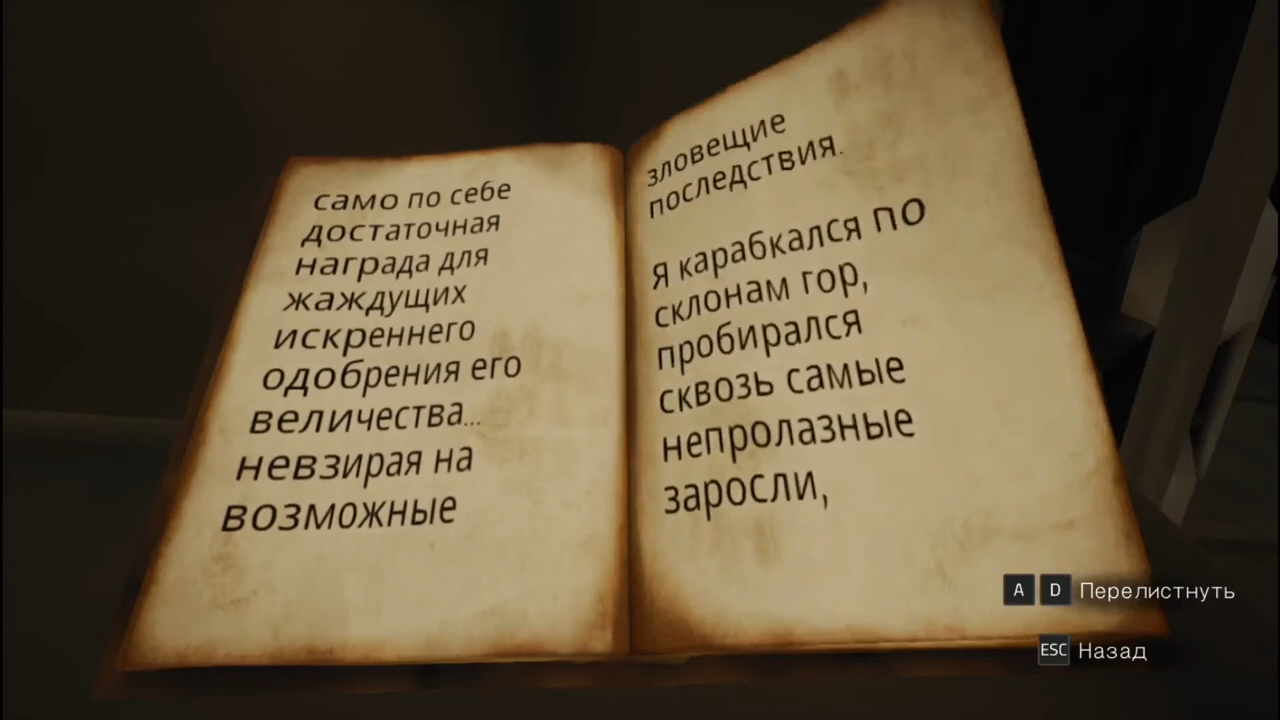 само по себе
достаточная
награда для
жаждущих
искреннего
одобрения его
величества...
невзирая на
возможные
зловещие
последствия.
Я карабкался по
склонам гор,
пробирался
сквозь самые
непролазные
заросли,
A D Перелистнуть
ESC Назад